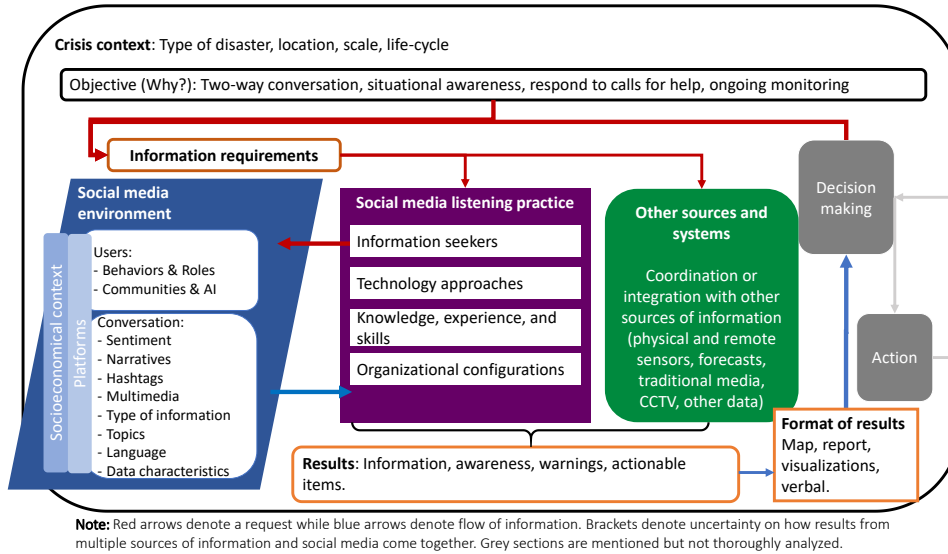 Crisis context: Type of disaster, location, scale, life-cycle
Objective (Why?): Two-way conversation, situational awareness, respond to calls for help, ongoing monitoring
Information requirements
Decision
making
Action
Social media
environment
Socioeconomical context
Platforms
Users:
- Behaviors & Roles
- Communities & AI
Conversation:
- Sentiment
- Narratives
- Hashtags
- Multimedia
- Type of information
- Topics
- Language
- Data characteristics
Social media listening practice
Information seekers
Technology approaches
Knowledge, experience, and
skills
Organizational configurations
Other sources and
systems
Coordination or
integration with other
sources of information
(physical and remote
sensors, forecasts,
traditional media,
CCTV, other data)
Results: Information, awareness, warnings, actionable
items.
Format of results
Map, report,
visualizations,
verbal.
Note: Red arrows denote a request while blue arrows denote flow of information. Brackets denote uncertainty on how results from
multiple sources of information and social media come together. Grey sections are mentioned but not thoroughly analyzed.